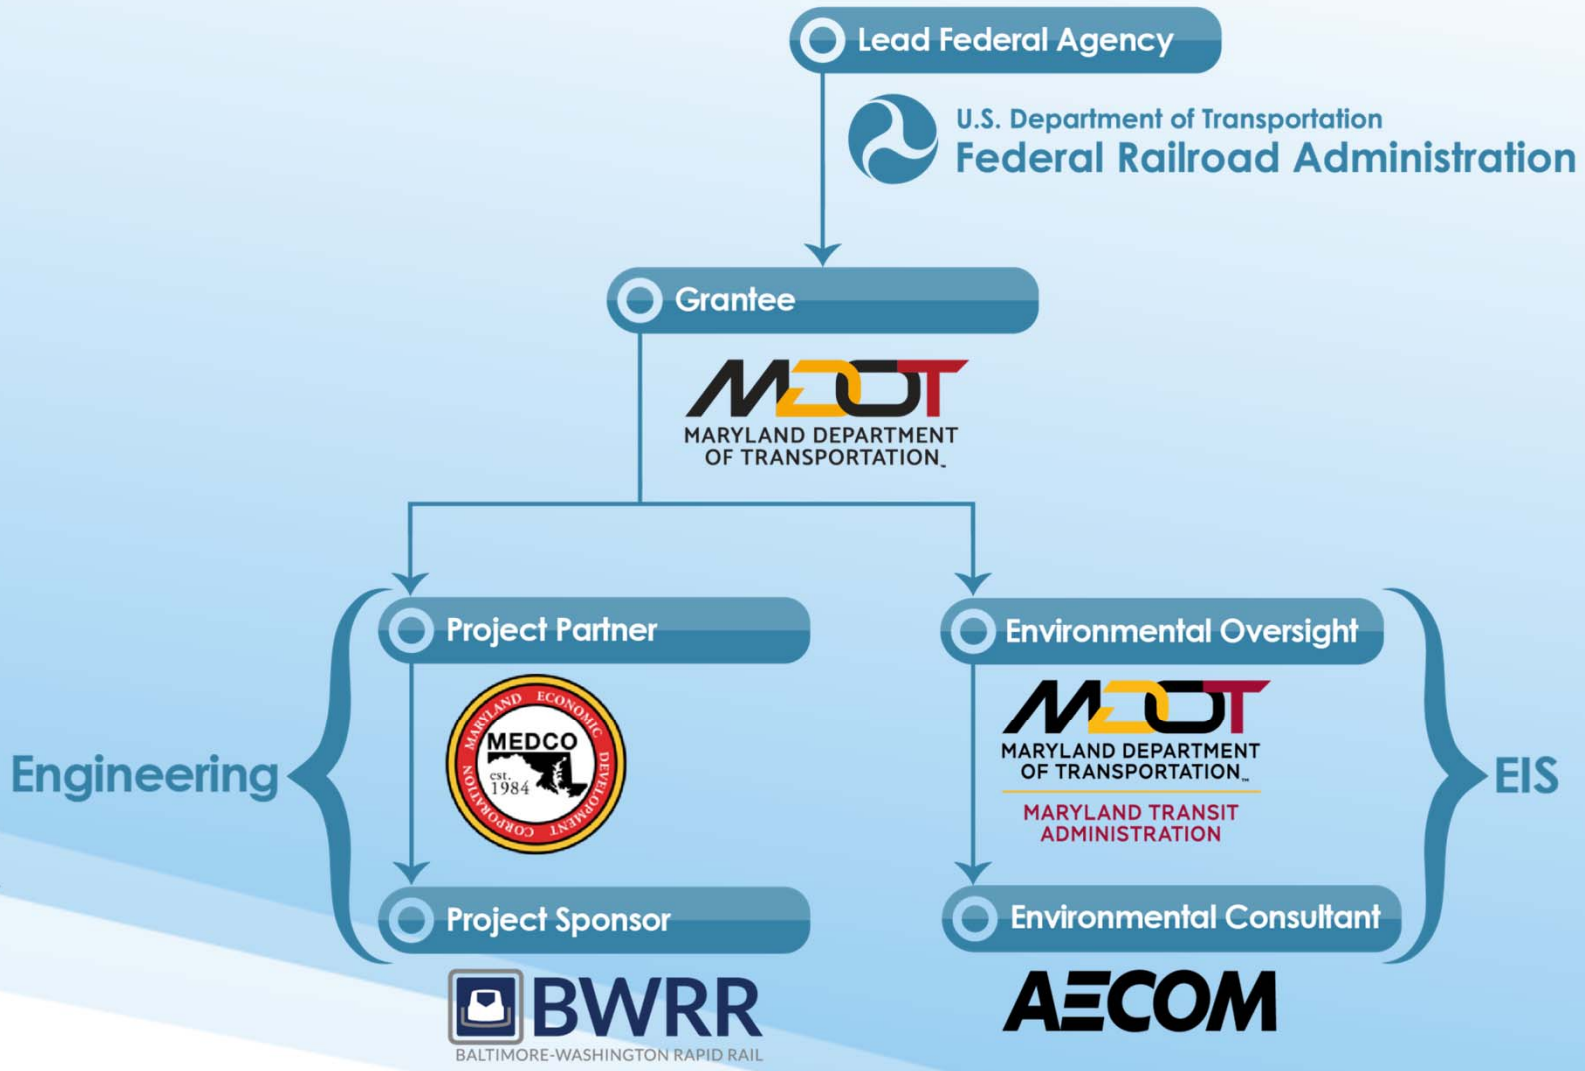 Lead Federal Agency
U.S. Department of Transportation
Federal Railroad Administration
Grantee
MDOT
MARYLAND DEPARTMENT
OF TRANSPORTATION™
Engineering
Project Partner
MARYLAND ECONOMIC DEVELOPMENT CORPORATION
MEDCO
est.
1984
Project Sponsor
BWRR
BALTIMORE-WASHINGTON RAPID RAIL
Environmental Oversight
MDOT
MARYLAND DEPARTMENT
OF TRANSPORTATION™
MARYLAND TRANSIT
ADMINISTRATION
Environmental Consultant
AECOM
EIS